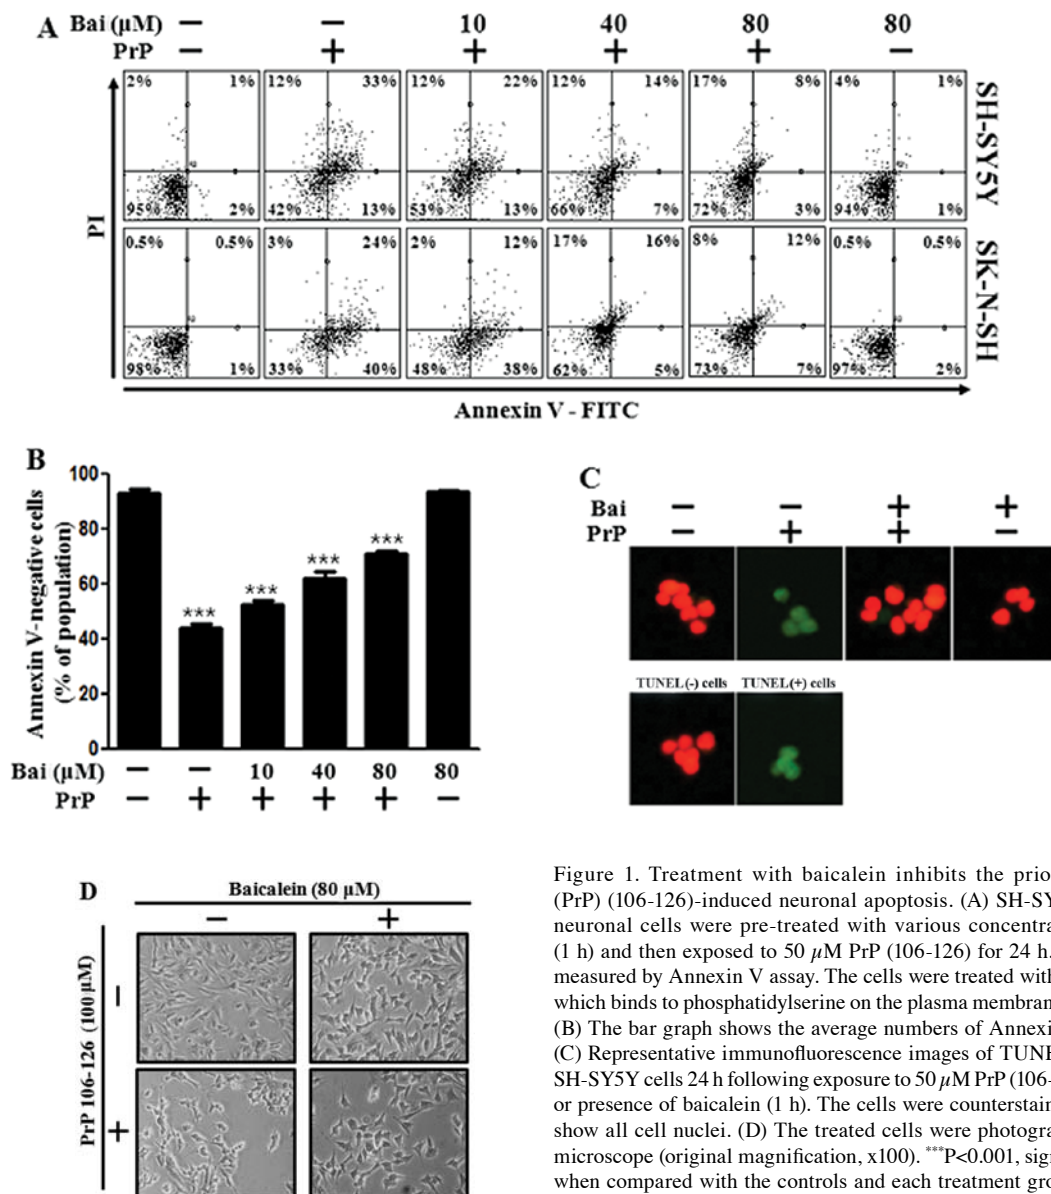 A
Bai (µM) − − 10 40 80 80
PrP − + + + + −
2% 1% 12% 33% 12% 22% 12% 14% 17% 8% 4% 1%
95% 2% 42% 13% 53% 13% 66% 7% 72% 3% 94% 1%
SH-SY5Y
0.5% 0.5% 3% 24% 2% 12% 17% 16% 8% 12% 0.5% 0.5%
98% 1% 33% 40% 48% 38% 62% 5% 73% 7% 97% 2%
SK-N-SH
PI
Annexin V - FITC
B
Annexin V-negative cells
(% of population)
100
80
60
40
20
0
*** *** *** ***
Bai (µM) − − 10 40 80 80
PrP − + + + + −
C
Bai − − + +
PrP − + + −
TUNEL(-) cells TUNEL(+) cells
D
Baicalein (80 µM)
− +
PrP 106-126 (100 µM)
−
+
Figure 1. Treatment with baicalein inhibits the prio
(PrP) (106-126)-induced neuronal apoptosis. (A) SH-SY
neuronal cells were pre-treated with various concentra
(1 h) and then exposed to 50 µM PrP (106-126) for 24 h.
measured by Annexin V assay. The cells were treated with
which binds to phosphatidylserine on the plasma membran
(B) The bar graph shows the average numbers of Annexi
(C) Representative immunofluorescence images of TUNE
SH-SY5Y cells 24 h following exposure to 50 µM PrP (106-
or presence of baicalein (1 h). The cells were counterstain
show all cell nuclei. (D) The treated cells were photogra
microscope (original magnification, x100). ***P<0.001, sig
when compared with the controls and each treatment gro